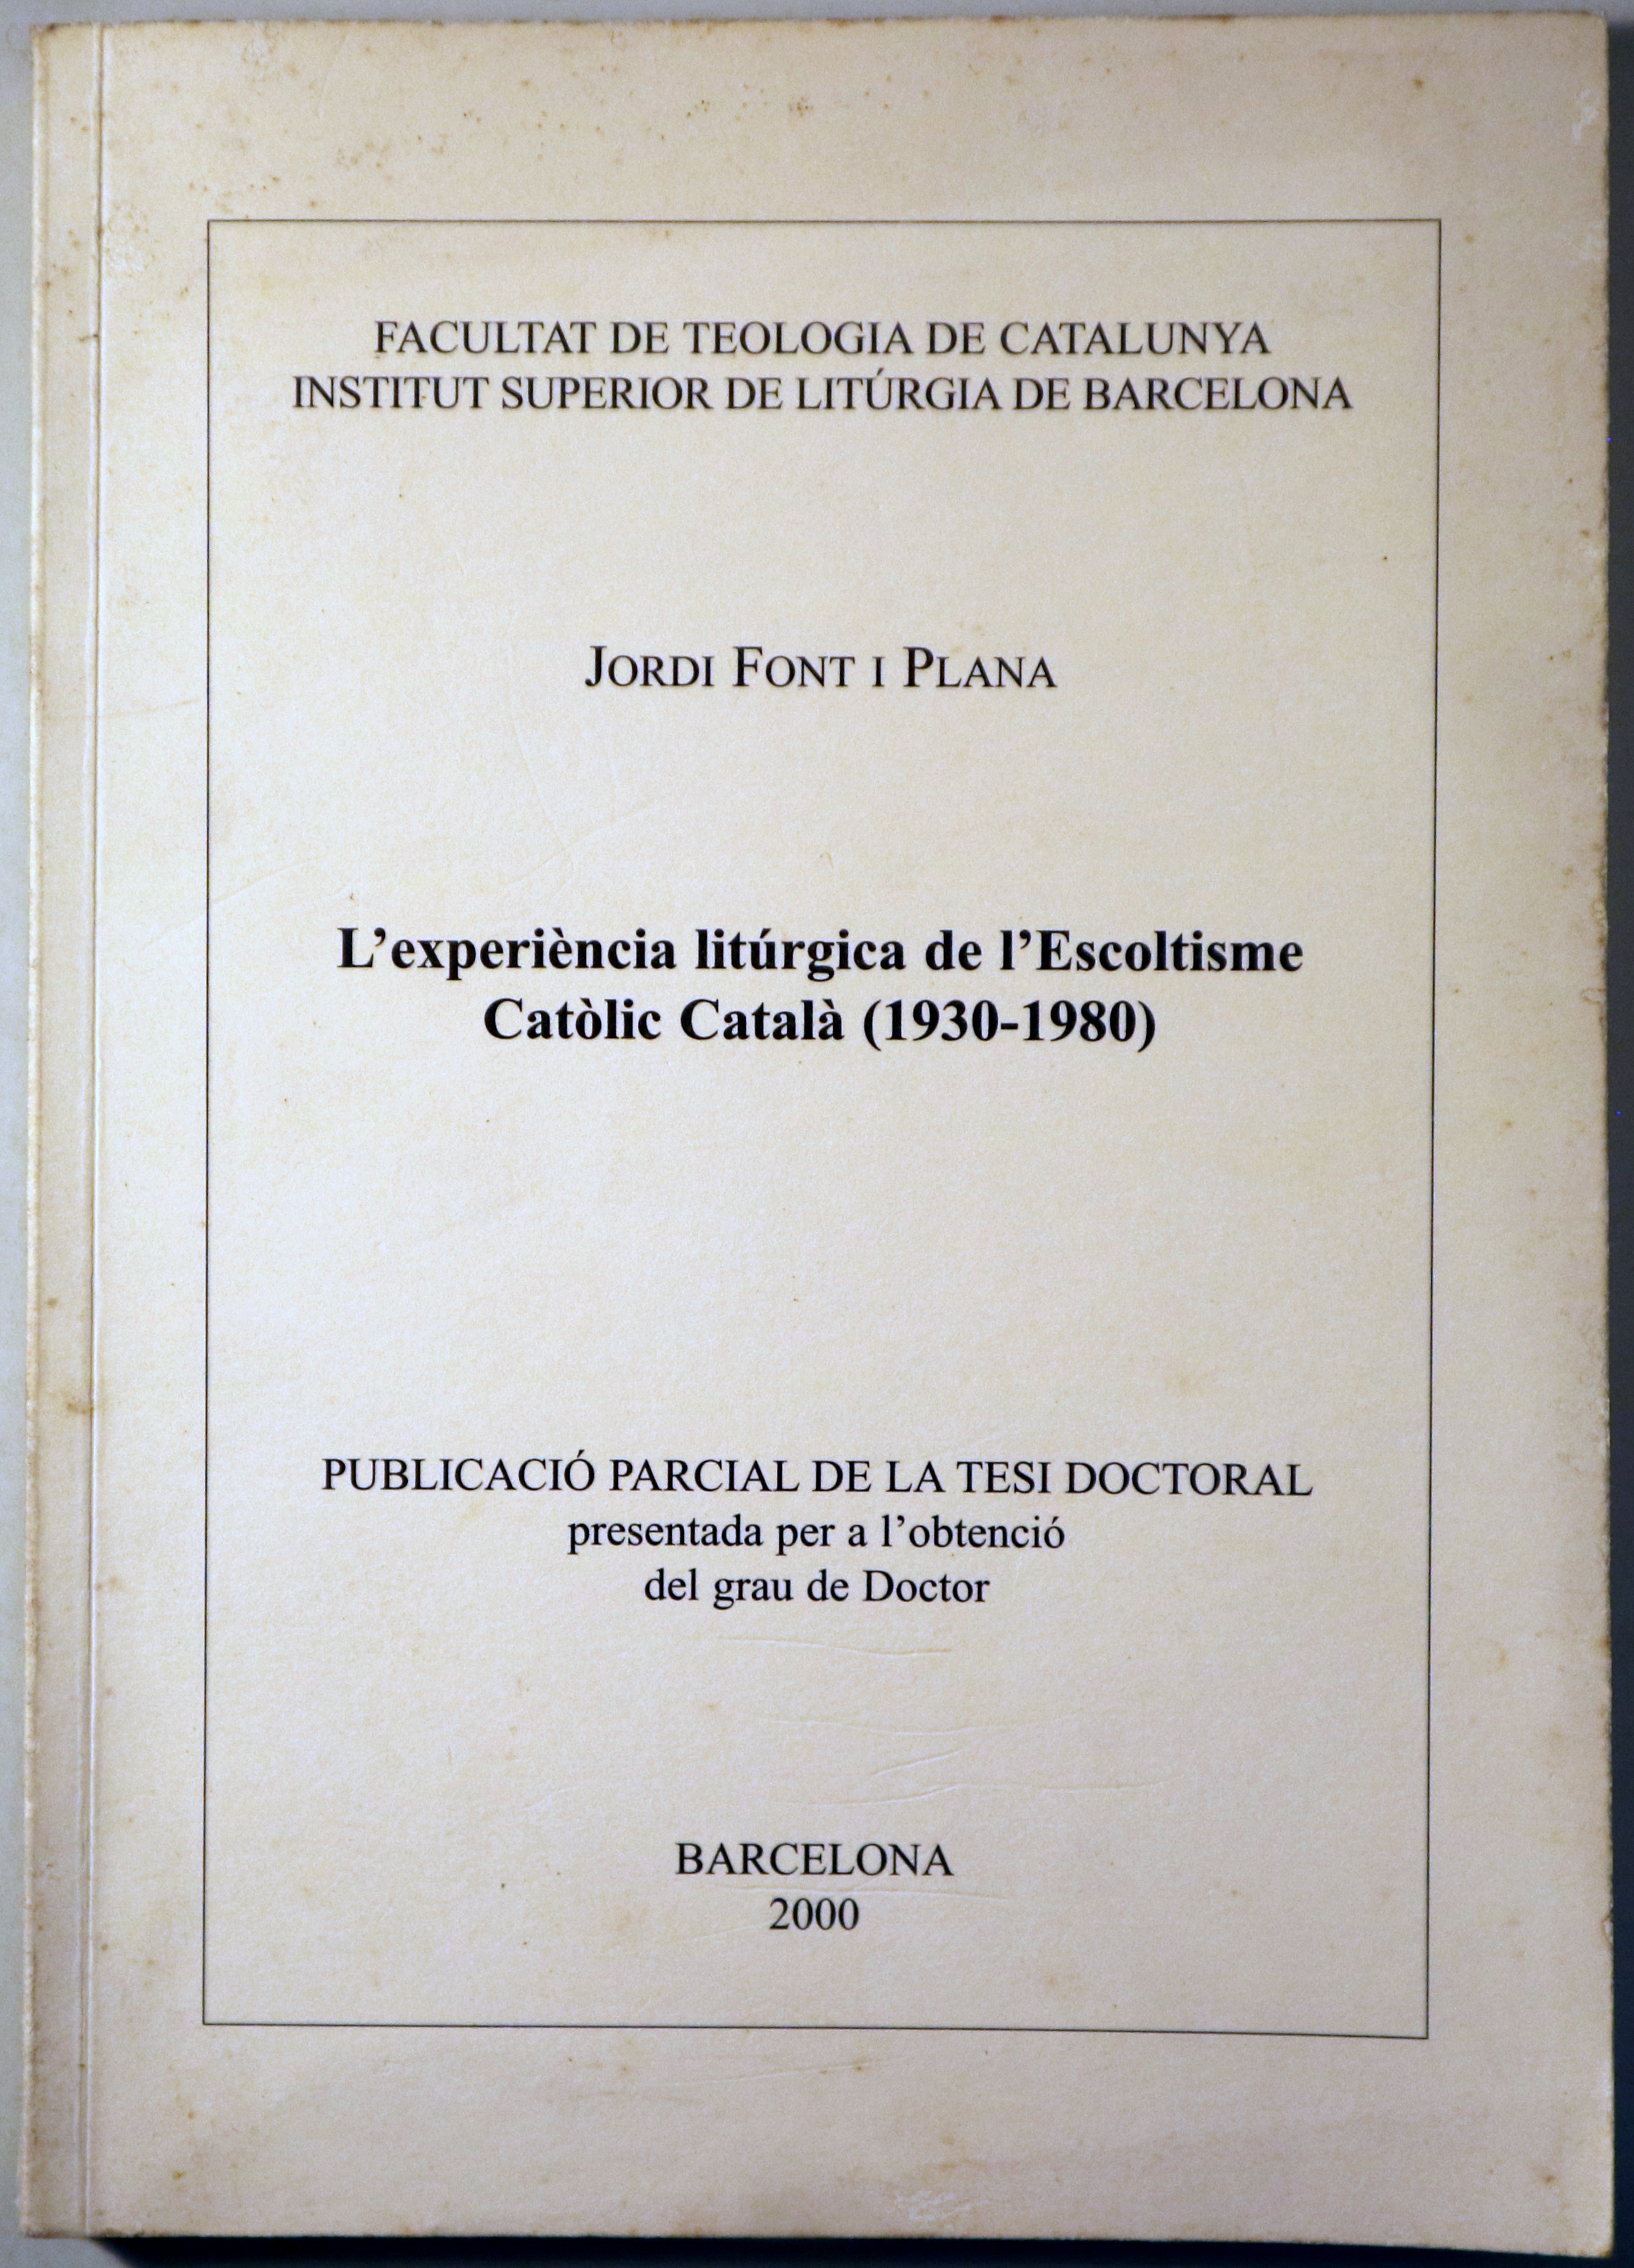 FACULTAT DE TEOLOGIA DE CATALUNYA
INSTITUT SUPERIOR DE LITÚRGIA DE BARCELONA
JORDI FONT I PLANA
L’experiència litúrgica de l’Escoltisme
Catòlic Català (1930-1980)
PUBLICACIÓ PARCIAL DE LA TESI DOCTORAL
presentada per a l’obtenció
del grau de Doctor
BARCELONA
2000